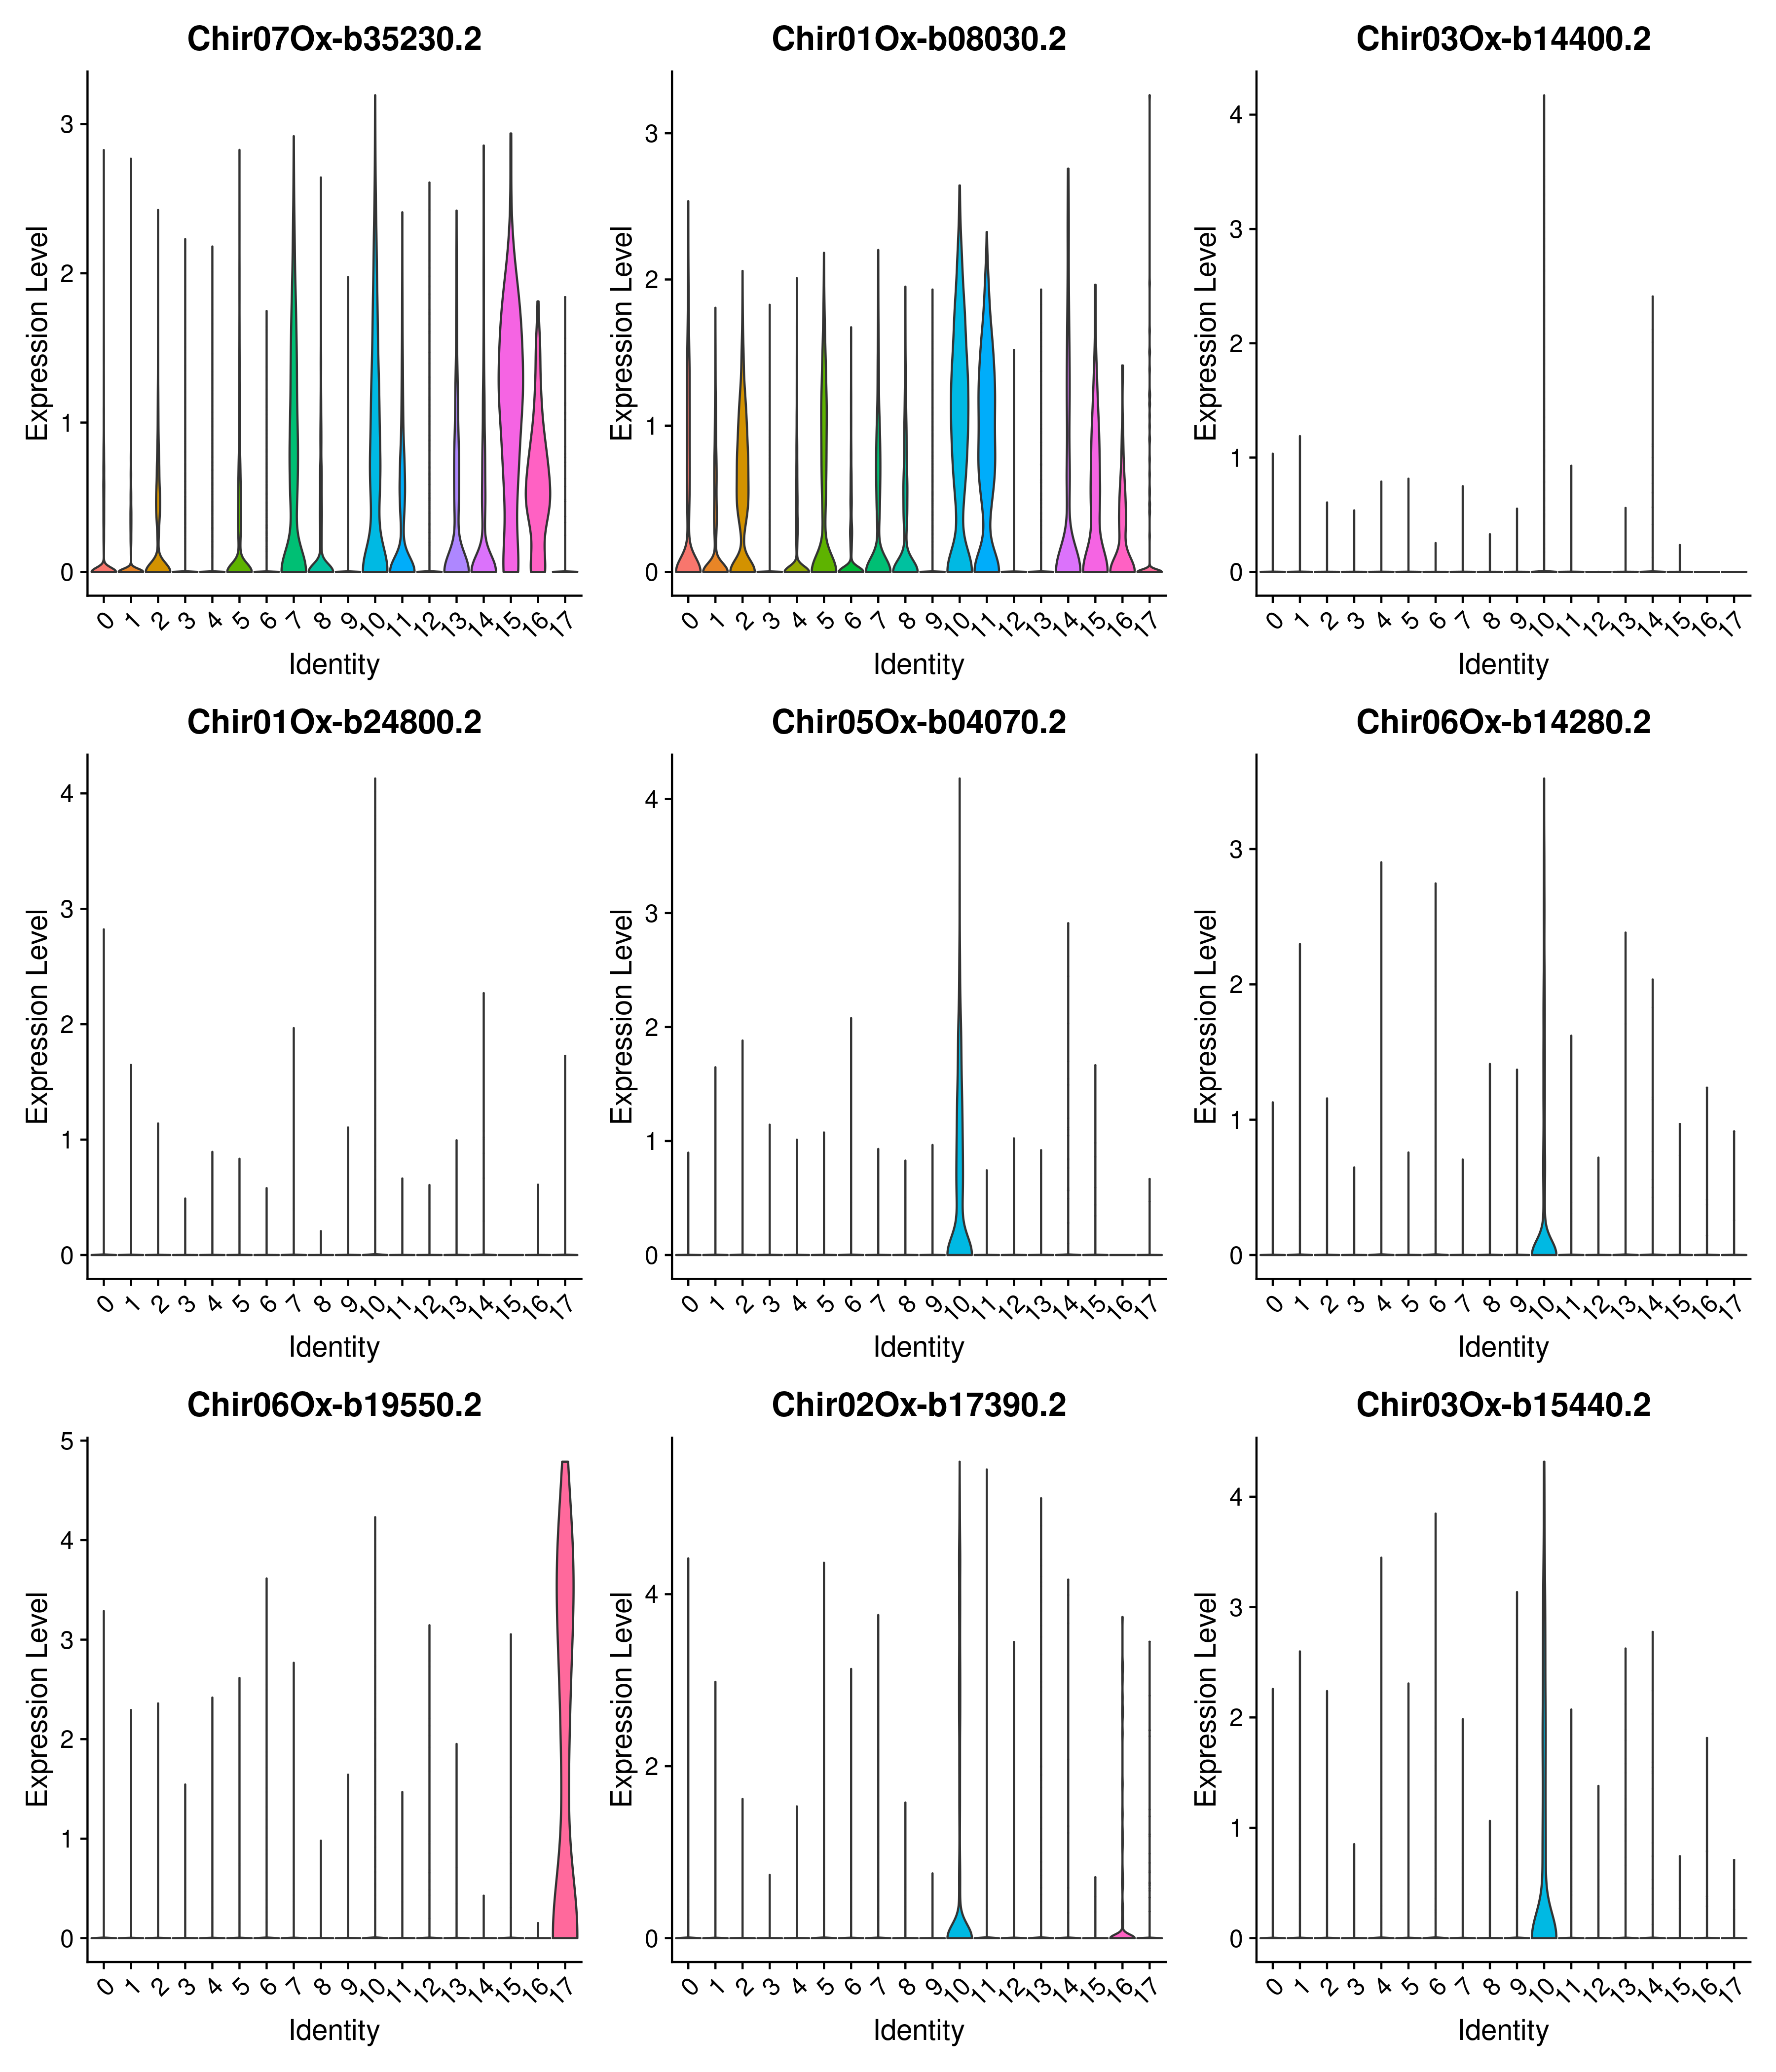 Chir07Ox-b35230.2
Expression Level
3
2
1
0
0 1 2 3 4 5 6 7 8 9 10 11 12 13 14 15 16 17
Identity
Chir01Ox-b08030.2
Expression Level
3
2
1
0
0 1 2 3 4 5 6 7 8 9 10 11 12 13 14 15 16 17
Identity
Chir03Ox-b14400.2
Expression Level
4
3
2
1
0
0 1 2 3 4 5 6 7 8 9 10 11 12 13 14 15 16 17
Identity
Chir01Ox-b24800.2
Expression Level
4
3
2
1
0
0 1 2 3 4 5 6 7 8 9 10 11 12 13 14 15 16 17
Identity
Chir05Ox-b04070.2
Expression Level
4
3
2
1
0
0 1 2 3 4 5 6 7 8 9 10 11 12 13 14 15 16 17
Identity
Chir06Ox-b14280.2
Expression Level
3
2
1
0
0 1 2 3 4 5 6 7 8 9 10 11 12 13 14 15 16 17
Identity
Chir06Ox-b19550.2
Expression Level
5
4
3
2
1
0
0 1 2 3 4 5 6 7 8 9 10 11 12 13 14 15 16 17
Identity
Chir02Ox-b17390.2
Expression Level
4
2
0
0 1 2 3 4 5 6 7 8 9 10 11 12 13 14 15 16 17
Identity
Chir03Ox-b15440.2
Expression Level
4
3
2
1
0
0 1 2 3 4 5 6 7 8 9 10 11 12 13 14 15 16 17
Identity